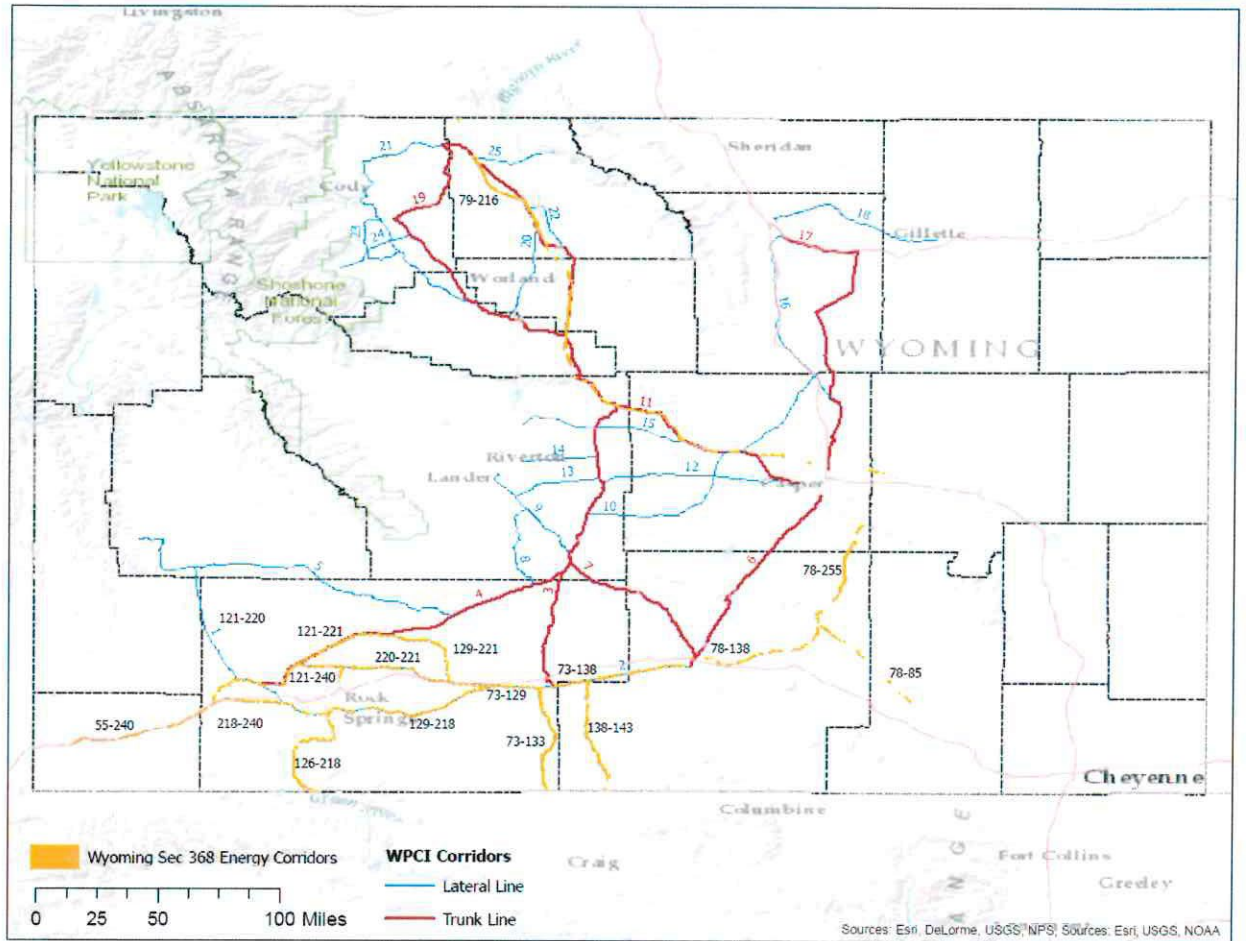 Livingston
Bighorn River
ABSAROKA RANGE
Yellowstone
National
Park
21
25
Sheridan
Cody
19
79-216
18
17
Gillette
24
20
Worland
Shoshone
National
Forest
16
WYOMING
11
15
14
Riverton
13
12
Lander
Casper
10
9
8
7
6
78-255
5
4
3
121-220
121-221
129-221
78-138
220-221
73-138
2
121-240
78-85
Rock
Springs
73-129
55-240
218-240
129-218
138-143
73-133
126-218
Cheyenne
Columbine
Wyoming Sec 368 Energy Corridors
WPCI Corridors
Lateral Line
Trunk Line
0 25 50 100 Miles
Craig
Fort Collins
Greeley
Sources: Esri, DeLorme, USGS, NPS, Sources: Esri, USGS, NOAA